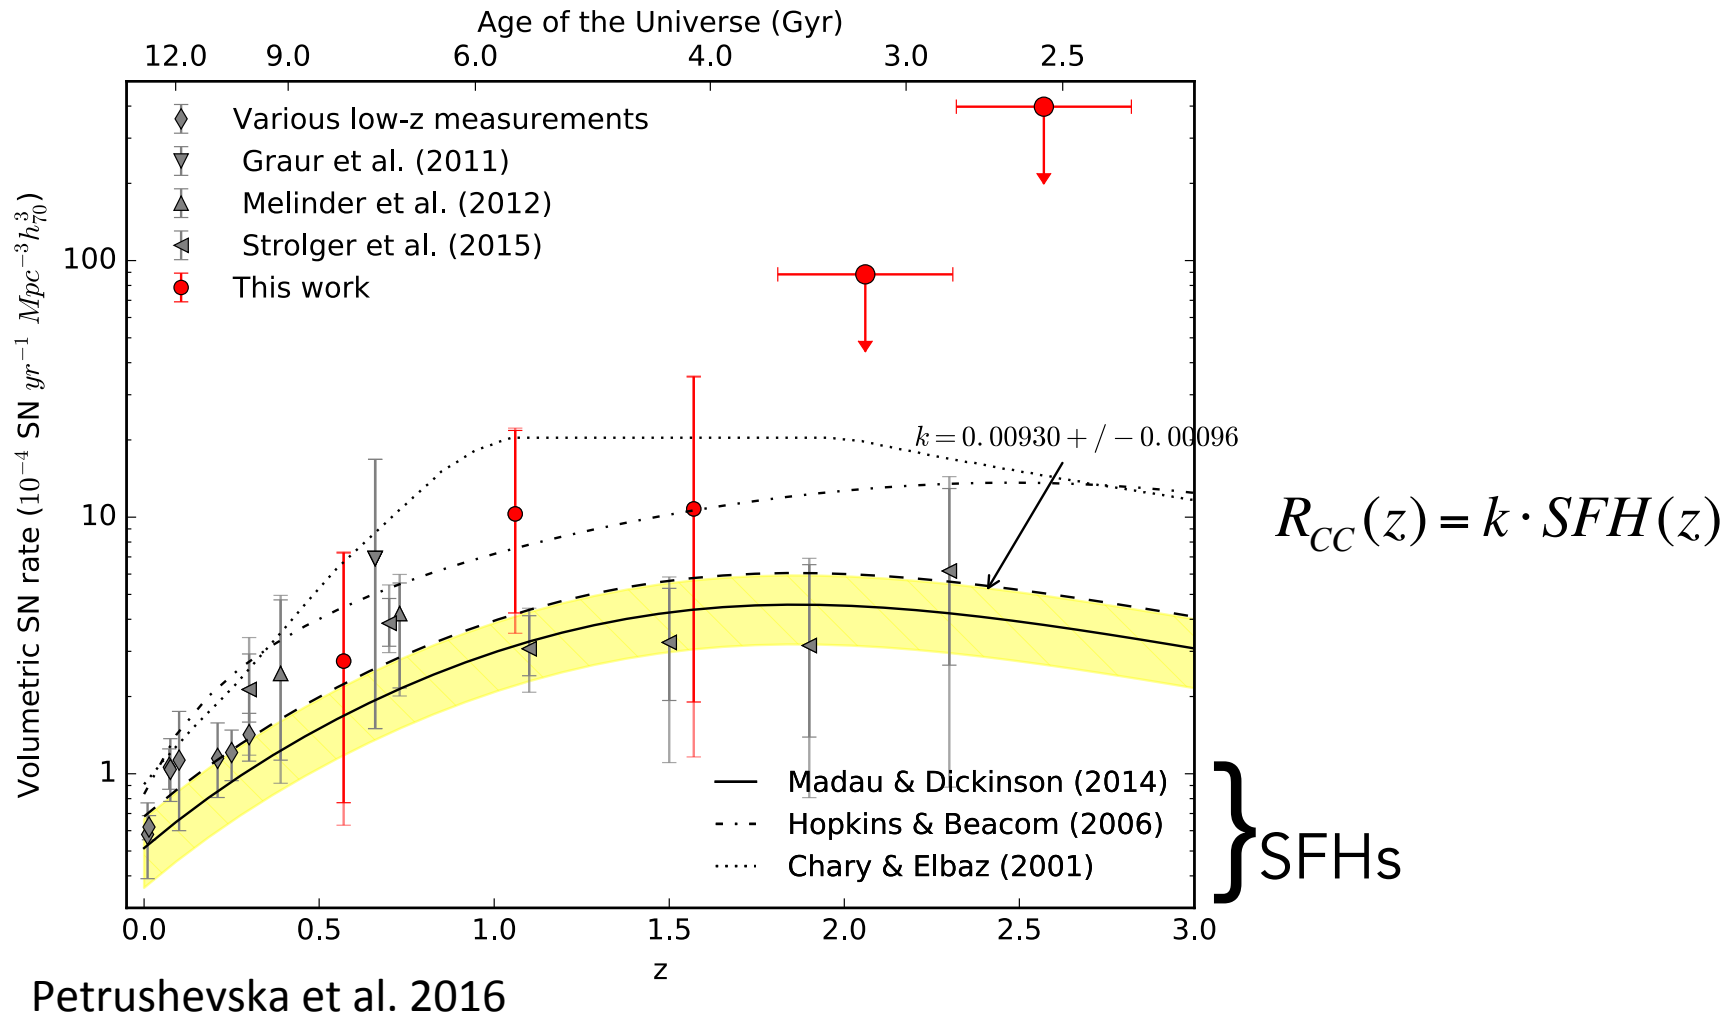 Age of the Universe (Gyr)
12.0 9.0 6.0 4.0 3.0 2.5
Various low-z measurements
Graur et al. (2011)
Melinder et al. (2012)
Strolger et al. (2015)
This work
Volumetric SN rate (10⁻⁴ SN yr⁻¹ Mpc⁻³h³₇₀)
100
10
1
k = 0.00930 + / − 0.00096
R_CC(z) = k · SFH(z)
Madau & Dickinson (2014)
Hopkins & Beacom (2006)
Chary & Elbaz (2001)
} SFHs
0.0 0.5 1.0 1.5 2.0 2.5 3.0
z
Petrushevska et al. 2016